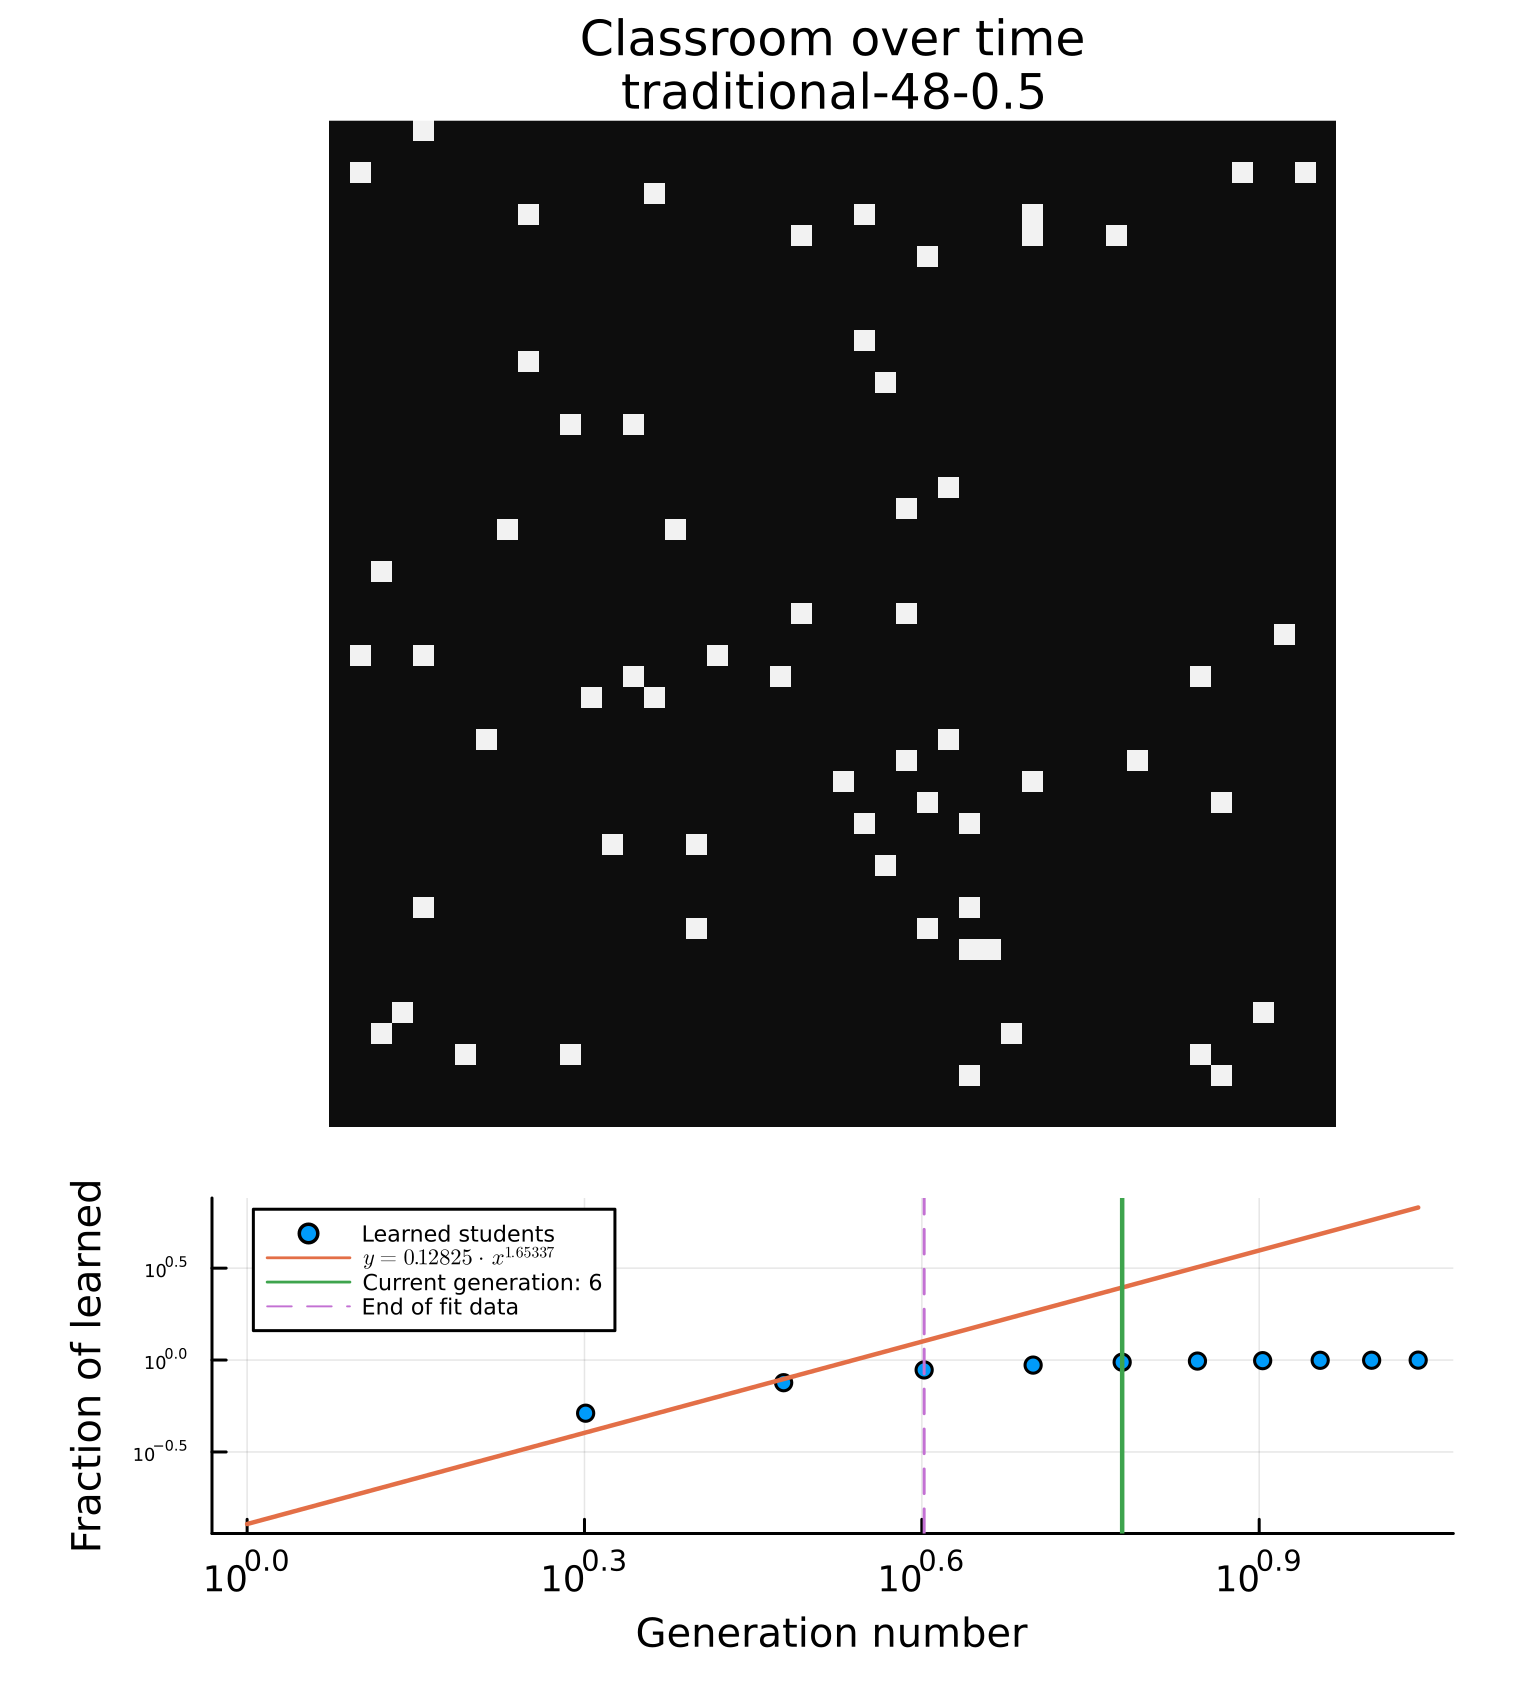 Classroom over time
traditional-48-0.5
Fraction of learned
10^0.5
10^0.0
10^−0.5
Learned students
y = 0.12825 · x^1.65337
Current generation: 6
End of fit data
10^0.0 10^0.3 10^0.6 10^0.9
Generation number